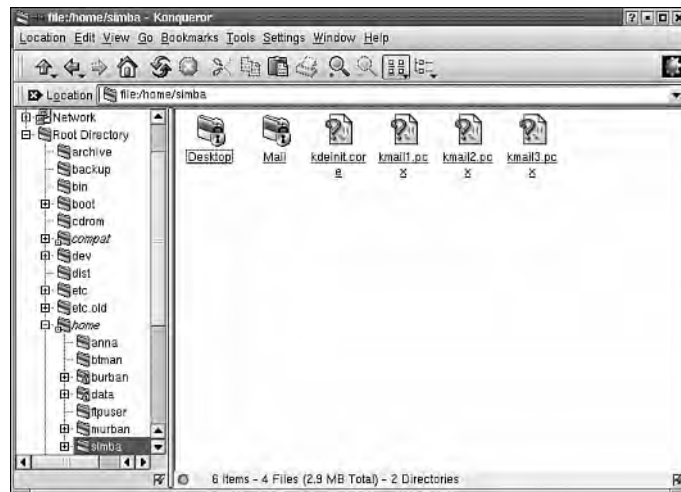 file:/home/simba - Konqueror
Location Edit View Go Bookmarks Tools Settings Window Help
Location file:/home/simba
Network
Root Directory
archive
backup
bin
boot
cdrom
compat
dev
dist
etc
etc.old
home
anna
btman
burban
data
ftpuser
murban
simba
Desktop
Mail
kdeinit.cor
e
kmail1.pc
x
kmail2.pc
x
kmail3.pc
x
6 Items - 4 Files (2.9 MB Total) - 2 Directories